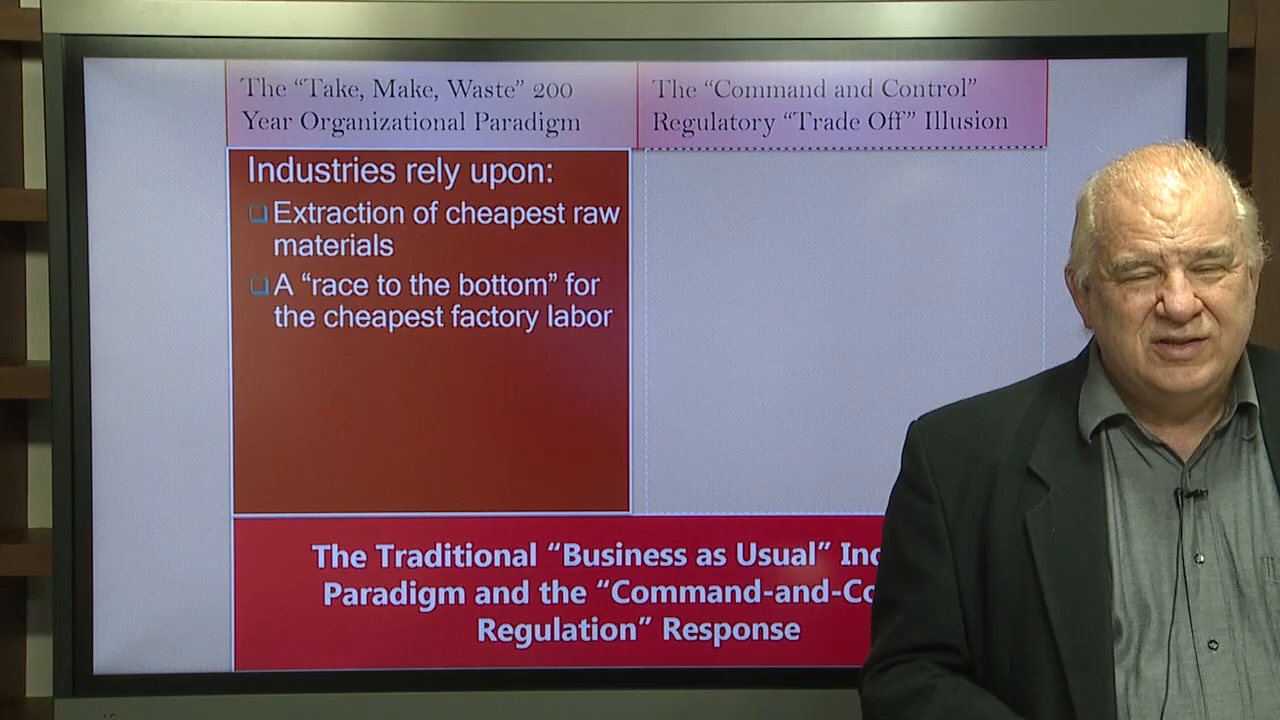 The “Take, Make, Waste” 200
Year Organizational Paradigm
The “Command and Control”
Regulatory “Trade Off” Illusion
Industries rely upon:
Extraction of cheapest raw
materials
A “race to the bottom” for
the cheapest factory labor
The Traditional “Business as Usual”
Paradigm and the
Regulation” Response